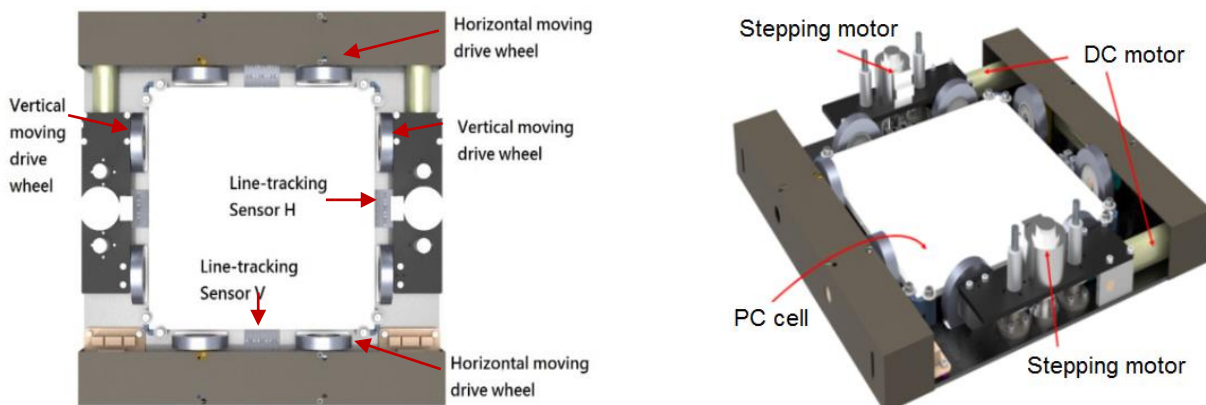 Horizontal moving
drive wheel
Vertical
moving
drive
wheel
Vertical moving
drive wheel
Line-tracking
Sensor H
Line-tracking
Sensor V
Horizontal moving
drive wheel
Stepping motor
DC motor
PC cell
Stepping motor